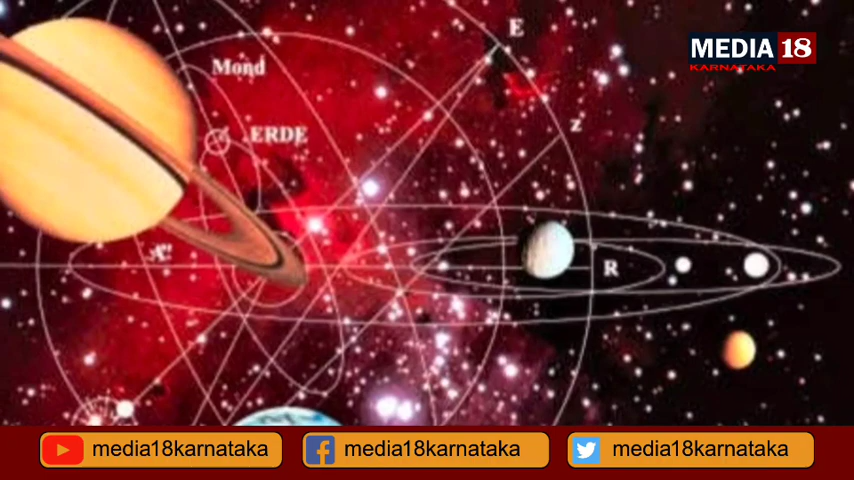 E
MEDIA 18
KARNATAKA
Mond
z
ERDE
R
media18karnataka
media18karnataka
media18karnataka